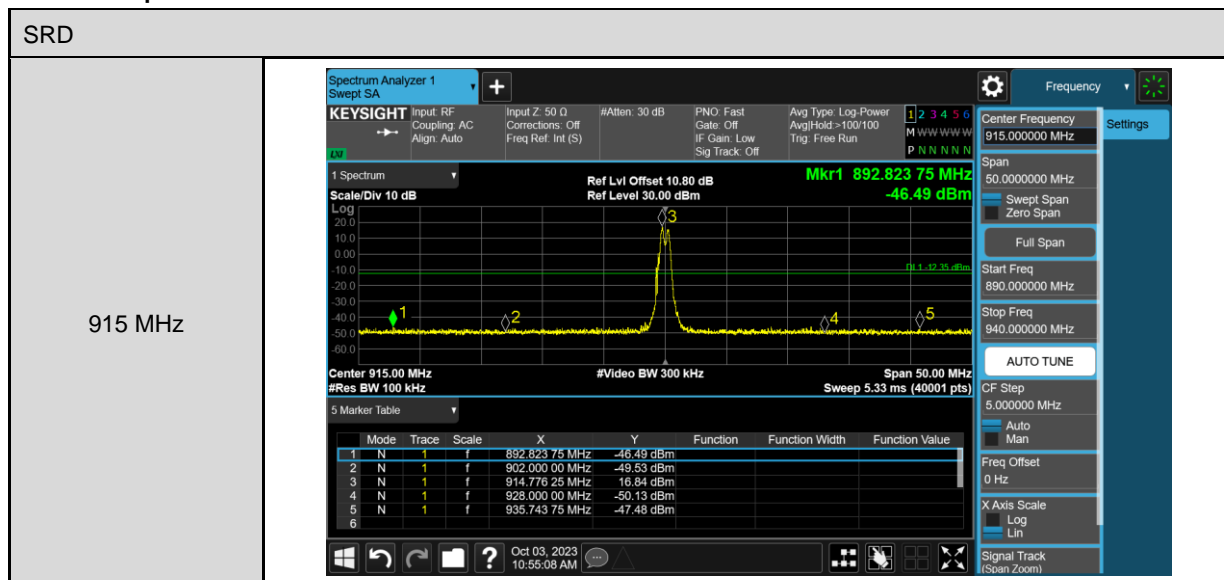 SRD
915 MHz
Spectrum Analyzer 1
Swept SA
Frequency
KEYSIGHT
Input: RF
Coupling: AC
Align: Auto
LXI
Input Z: 50 Ω
Corrections: Off
Freq Ref: Int (S)
#Atten: 30 dB
PNO: Fast
Gate: Off
IF Gain: Low
Sig Track: Off
Avg Type: Log-Power
Avg|Hold:>100/100
Trig: Free Run
1 2 3 4 5 6
M W W W W W
P N N N N N
1 Spectrum
Scale/Div 10 dB
Ref Lvl Offset 10.80 dB
Ref Level 30.00 dBm
Mkr1 892.823 75 MHz
-46.49 dBm
Log
20.0
10.0
0.00
-10.0
-20.0
-30.0
-40.0
-50.0
-60.0
DL1 -12.35 dBm
1
2
3
4
5
Center 915.00 MHz
#Video BW 300 kHz
Span 50.00 MHz
#Res BW 100 kHz
Sweep 5.33 ms (40001 pts)
5 Marker Table
Mode Trace Scale X Y Function Function Width Function Value
1 N 1 f 892.823 75 MHz -46.49 dBm
2 N 1 f 902.000 00 MHz -49.53 dBm
3 N 1 f 914.776 25 MHz 16.84 dBm
4 N 1 f 928.000 00 MHz -50.13 dBm
5 N 1 f 935.743 75 MHz -47.48 dBm
6
Oct 03, 2023
10:55:08 AM
Center Frequency
915.000000 MHz
Settings
Span
50.0000000 MHz
Swept Span
Zero Span
Full Span
Start Freq
890.000000 MHz
Stop Freq
940.000000 MHz
AUTO TUNE
CF Step
5.000000 MHz
Auto
Man
Freq Offset
0 Hz
X Axis Scale
Log
Lin
Signal Track
(Span Zoom)